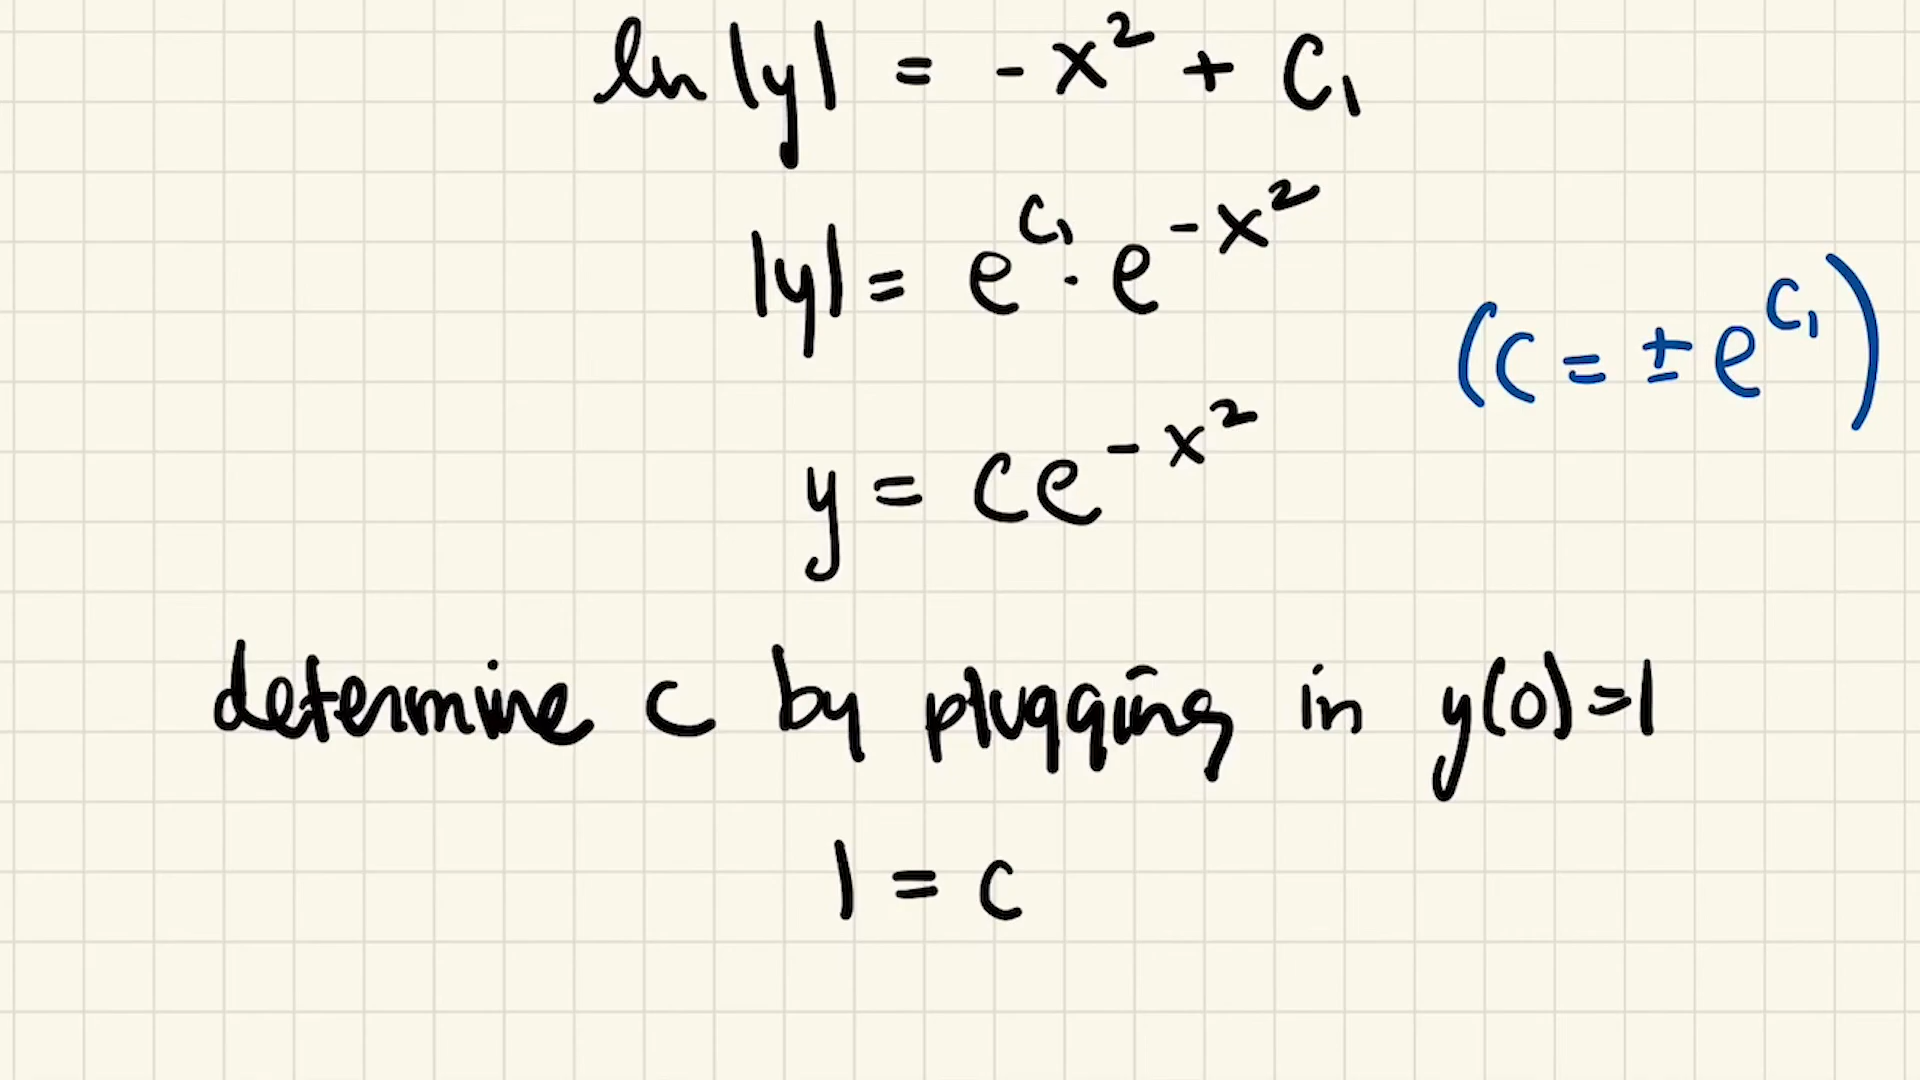 ln |y| = -x² + C₁
|y| = e^C₁ · e^-x²
(c = ± e^C₁)
y = ce^-x²
determine c by plugging in y(0)=1
1 = c